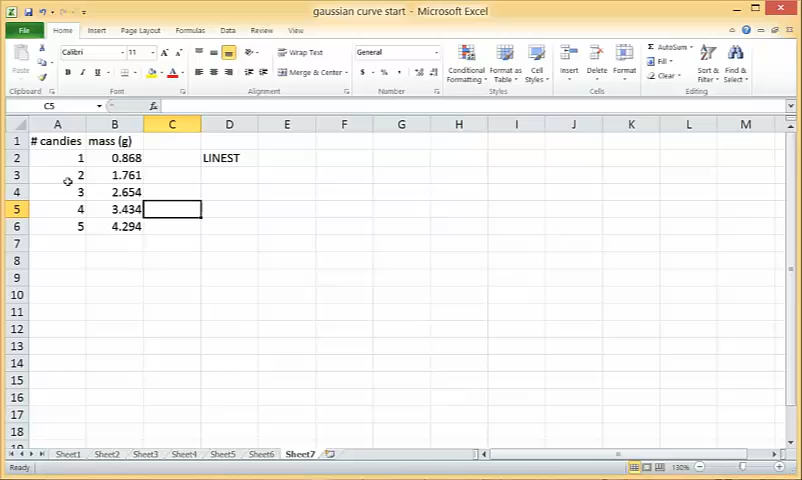 gaussian curve start - Microsoft Excel
File Home Insert Page Layout Formulas Data Review View
Calibri 11 General Wrap Text AutoSum
Paste Merge & Center Conditional Formatting Format as Table Cell Styles Insert Delete Format Fill Clear Sort & Filter Find & Select
Clipboard Font Alignment Number Styles Cells Editing
C5 fx
A B C D E F G H I J K L M
1 # candies mass (g)
2 1 0.868 LINEST
3 2 1.761
4 3 2.654
5 4 3.434
6 5 4.294
7
8
9
10
11
12
13
14
15
16
17
18
Sheet1 Sheet2 Sheet3 Sheet4 Sheet5 Sheet6 Sheet7
Ready 130%